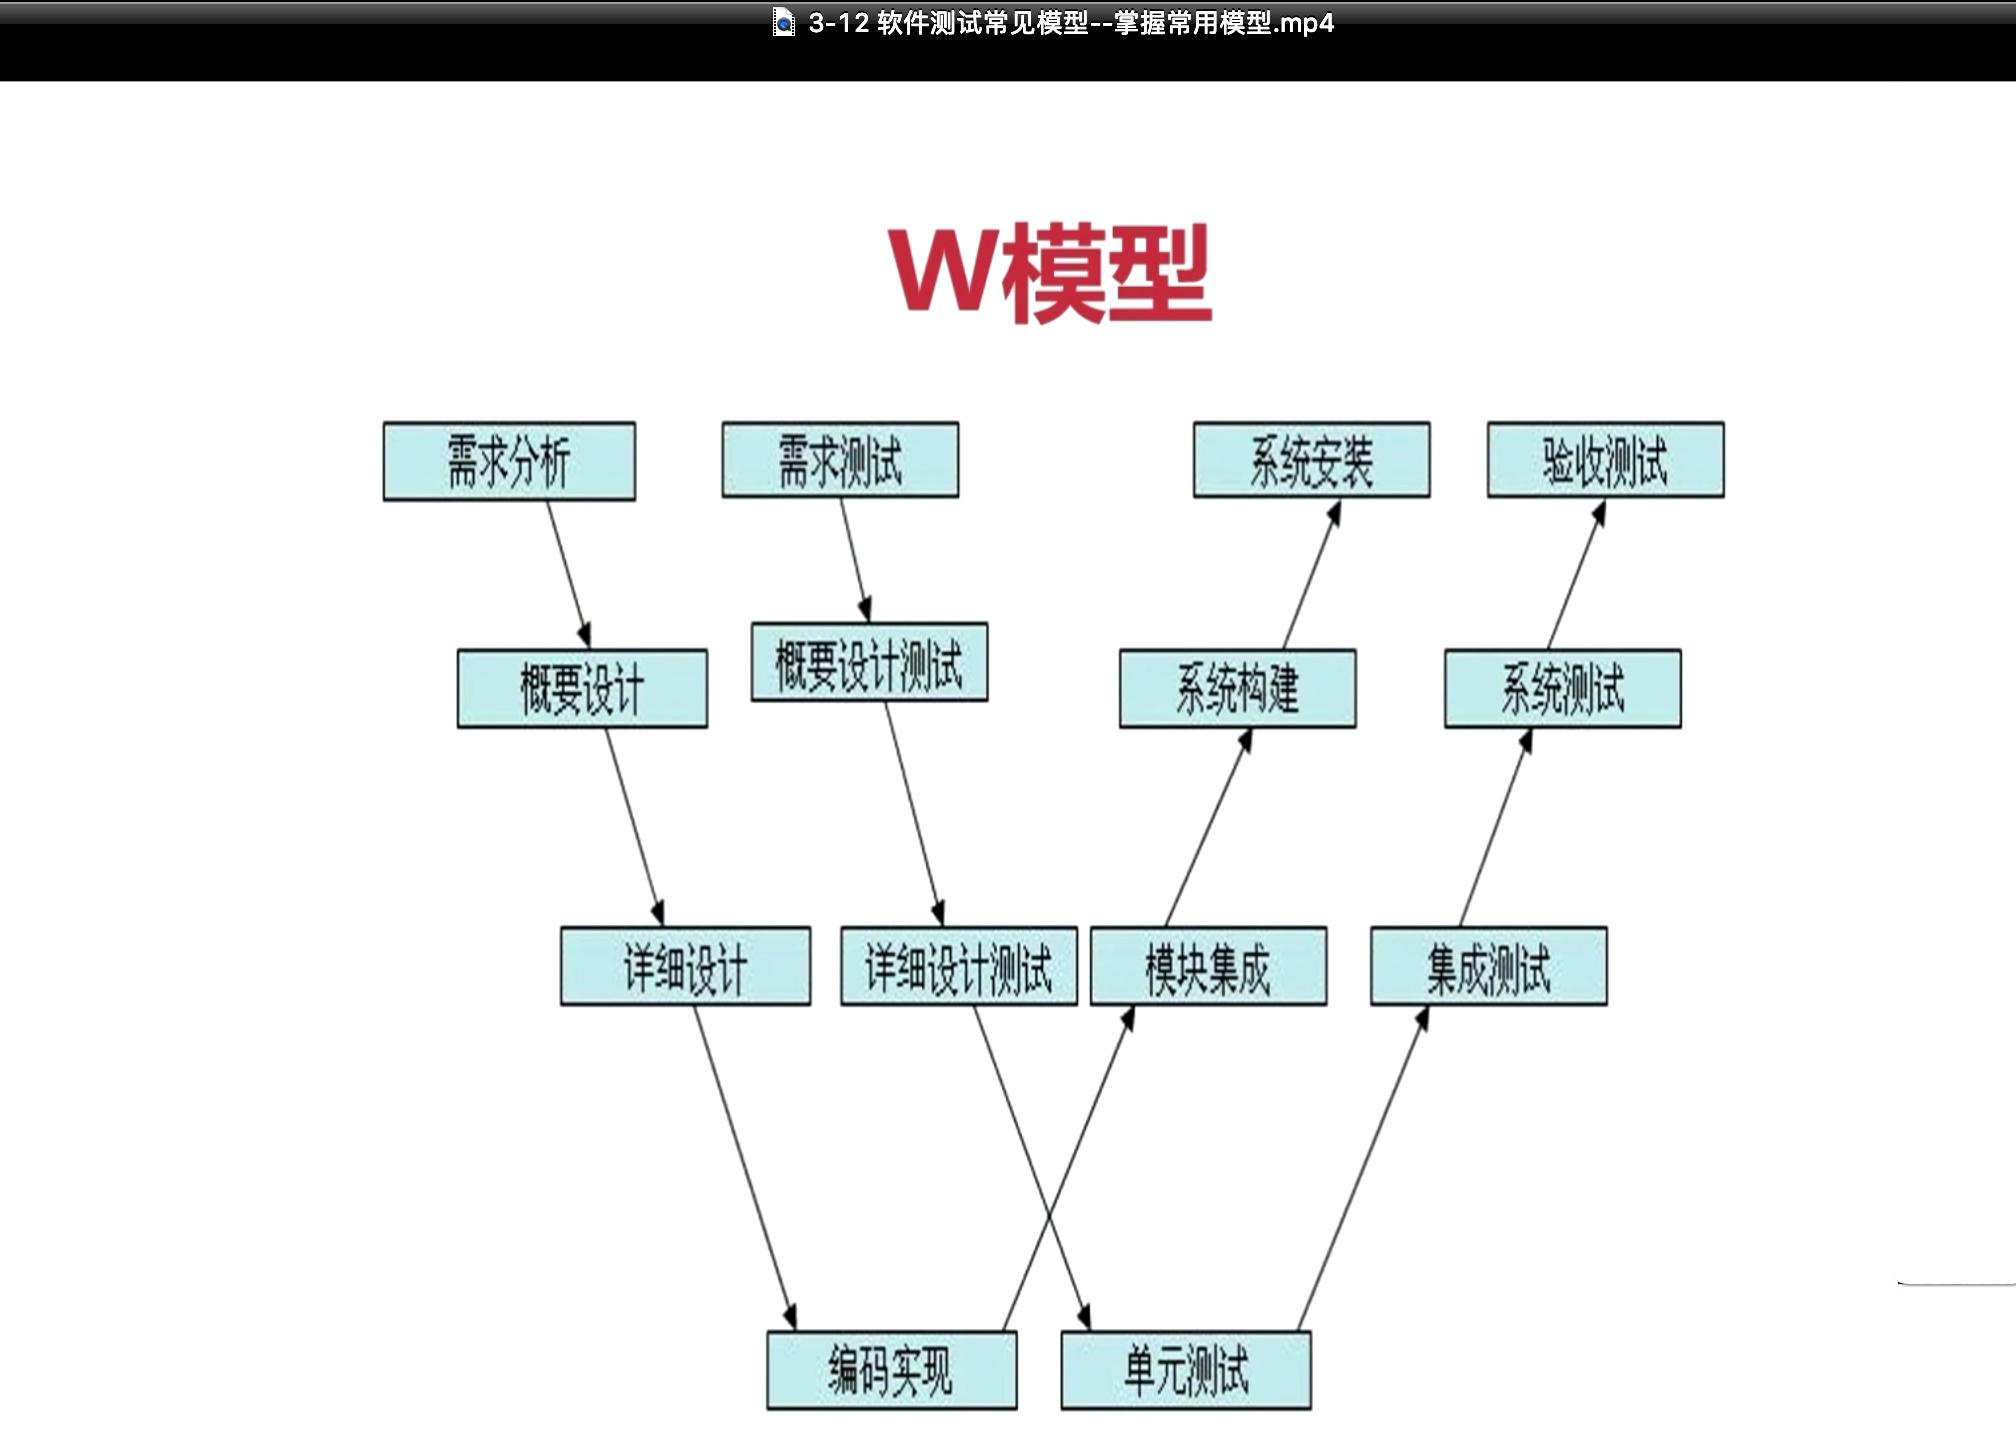 3-12 软件测试常见模型--掌握常用模型.mp4
W模型
需求分析
需求测试
系统安装
验收测试
概要设计
概要设计测试
系统构建
系统测试
详细设计
详细设计测试
模块集成
集成测试
编码实现
单元测试